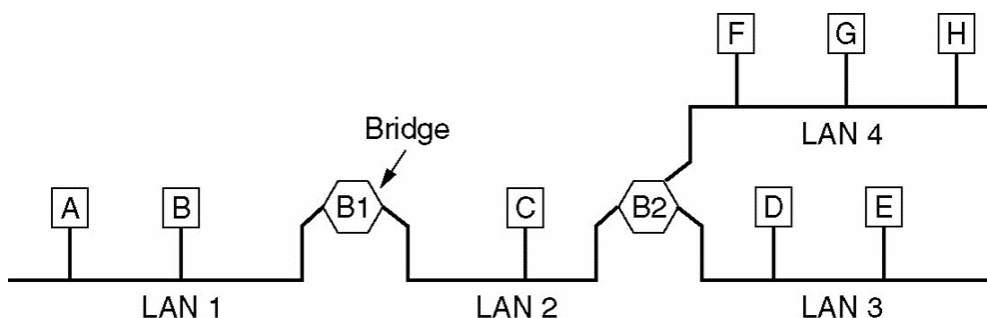 F G H
LAN 4
Bridge
A B B1 C B2 D E
LAN 1 LAN 2 LAN 3